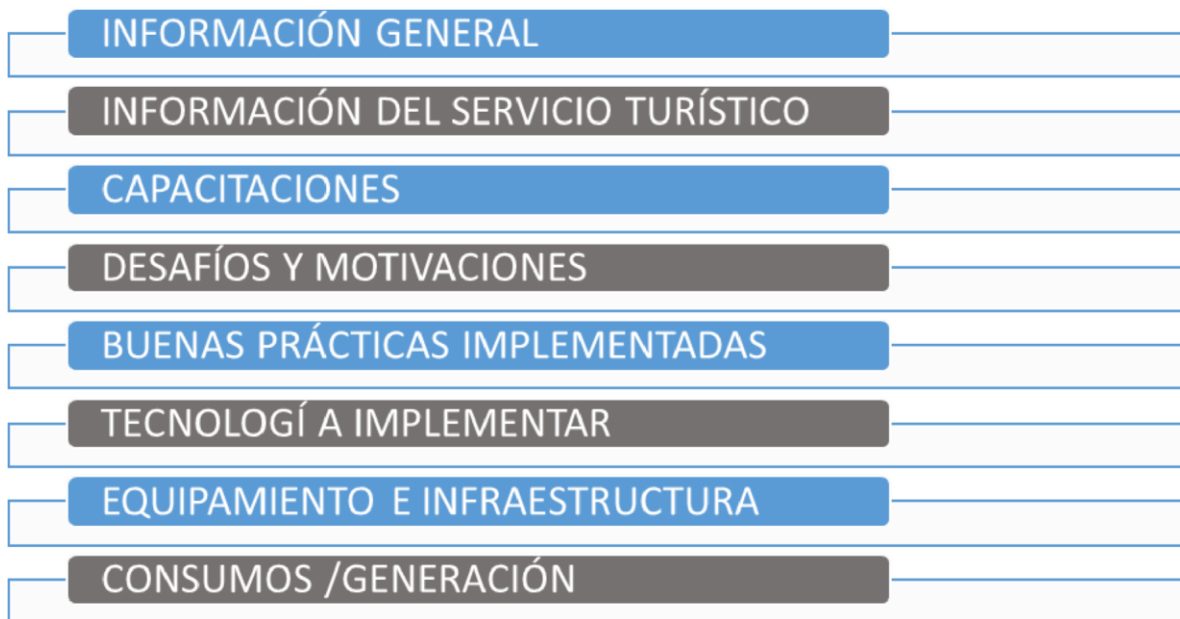 INFORMACIÓN GENERAL
INFORMACIÓN DEL SERVICIO TURÍSTICO
CAPACITACIONES
DESAFÍOS Y MOTIVACIONES
BUENAS PRÁCTICAS IMPLEMENTADAS
TECNOLOGÍ A IMPLEMENTAR
EQUIPAMIENTO E INFRAESTRUCTURA
CONSUMOS /GENERACIÓN